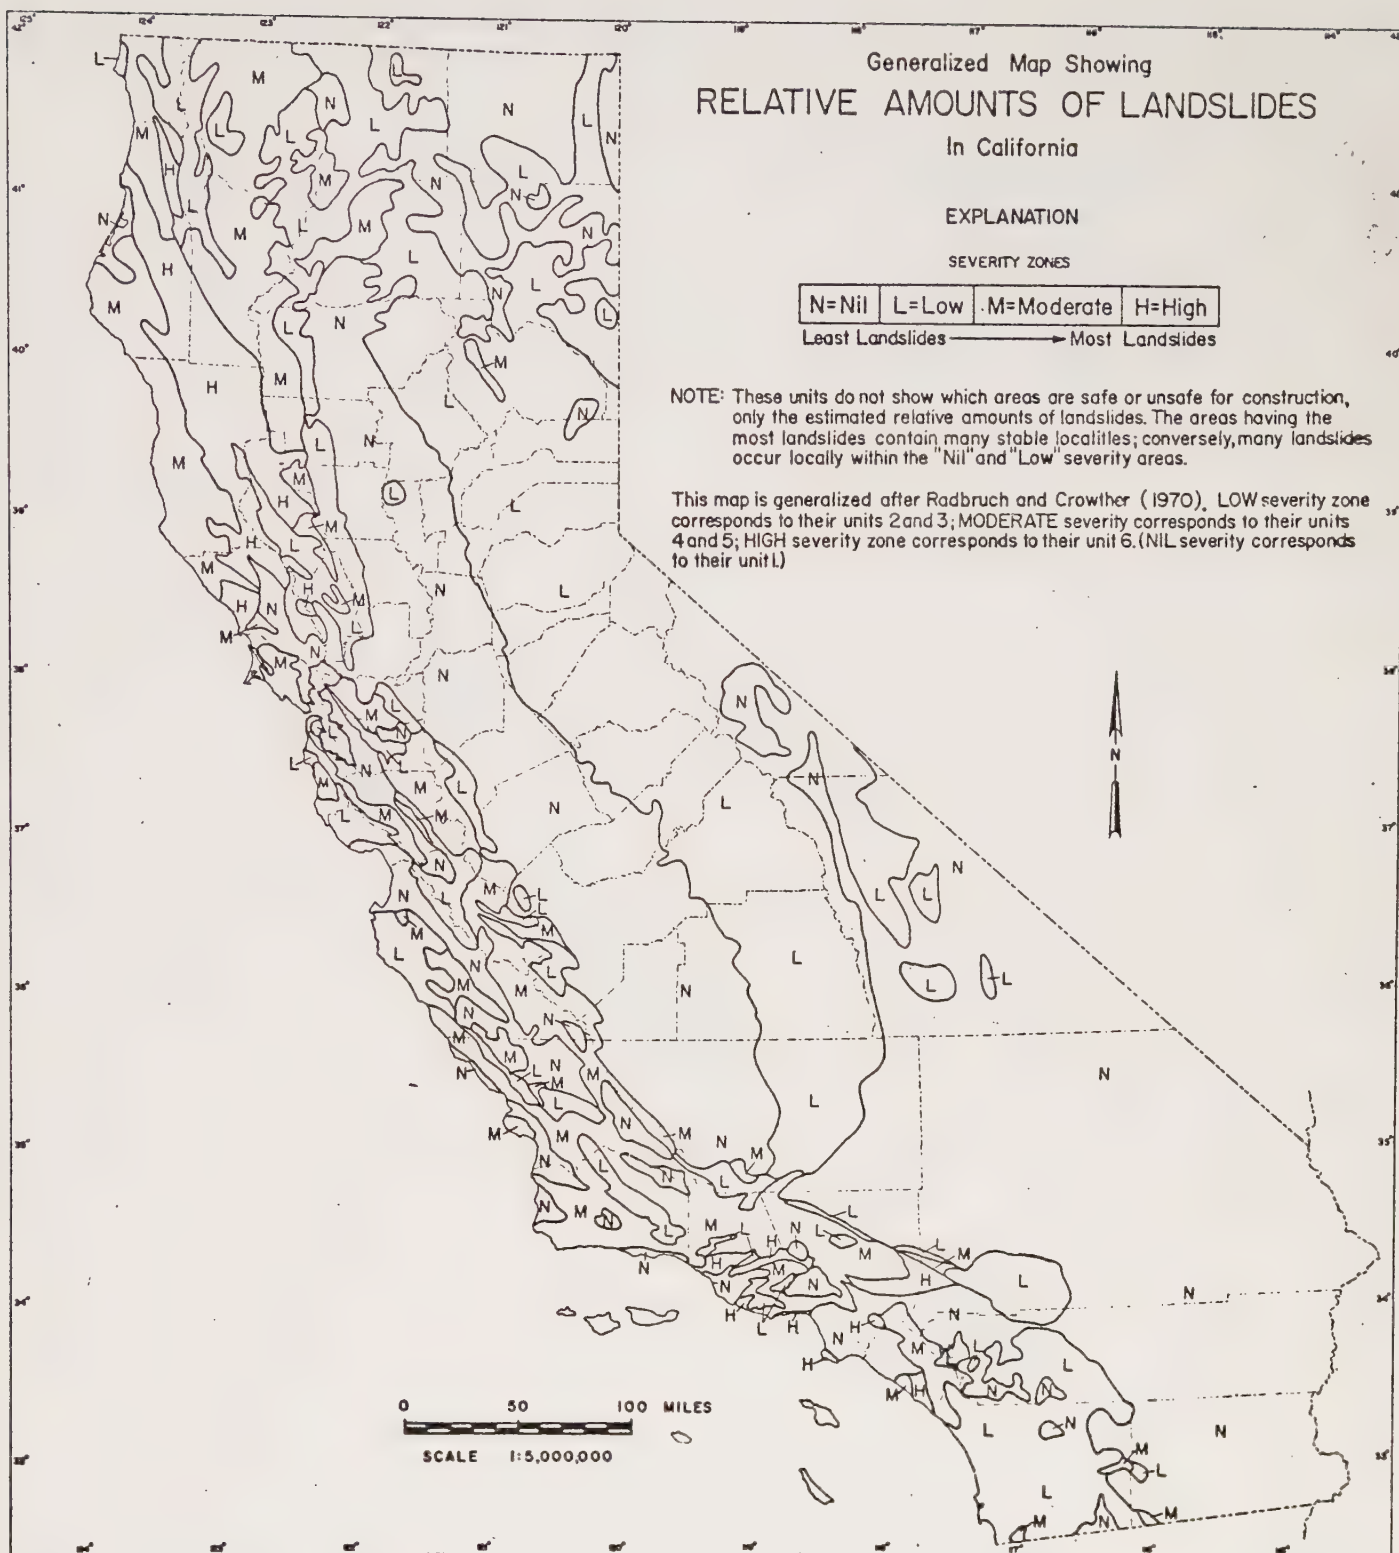 Generalized Map Showing
RELATIVE AMOUNTS OF LANDSLIDES
In California
EXPLANATION
SEVERITY ZONES
N=Nil L=Low M=Moderate H=High
Least Landslides Most Landslides
NOTE: These units do not show which areas are safe or unsafe for construction,
only the estimated relative amounts of landslides. The areas having the
most landslides contain many stable localities; conversely, many landslides
occur locally within the "Nil" and "Low" severity areas.
This map is generalized after Radbruch and Crowther (1970). LOW severity zone
corresponds to their units 2 and 3; MODERATE severity corresponds to their units
4 and 5; HIGH severity zone corresponds to their unit 6. (NIL severity corresponds
to their unit 1.)
N
0 50 100 MILES
SCALE 1:5,000,000